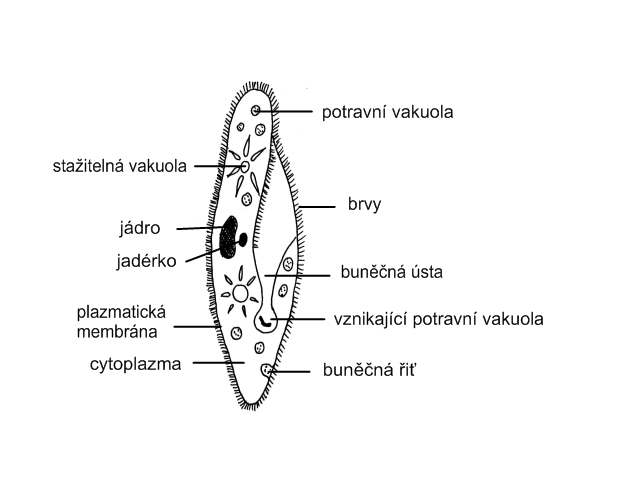 potravní vakuola
stažitelná vakuola
brvy
jádro
jadérko
buněčná ústa
plazmatická
membrána
vznikající potravní vakuola
cytoplazma
buněčná řiť